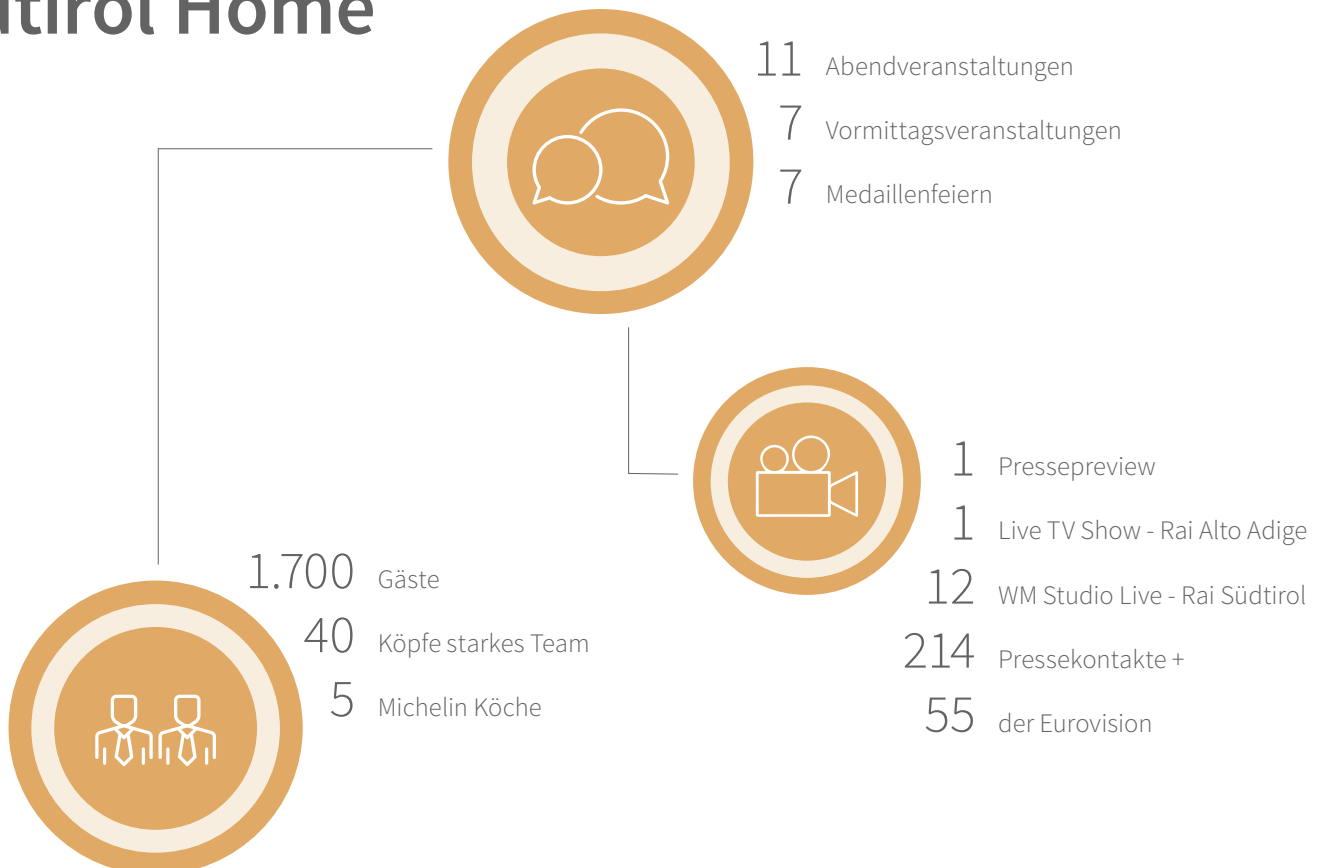 dtirol Home
11 Abendveranstaltungen
7 Vormittagsveranstaltungen
7 Medaillenfeiern
1 Pressepreview
1 Live TV Show - Rai Alto Adige
12 WM Studio Live - Rai Südtirol
214 Pressekontakte +
55 der Eurovision
1.700 Gäste
40 Köpfe starkes Team
5 Michelin Köche